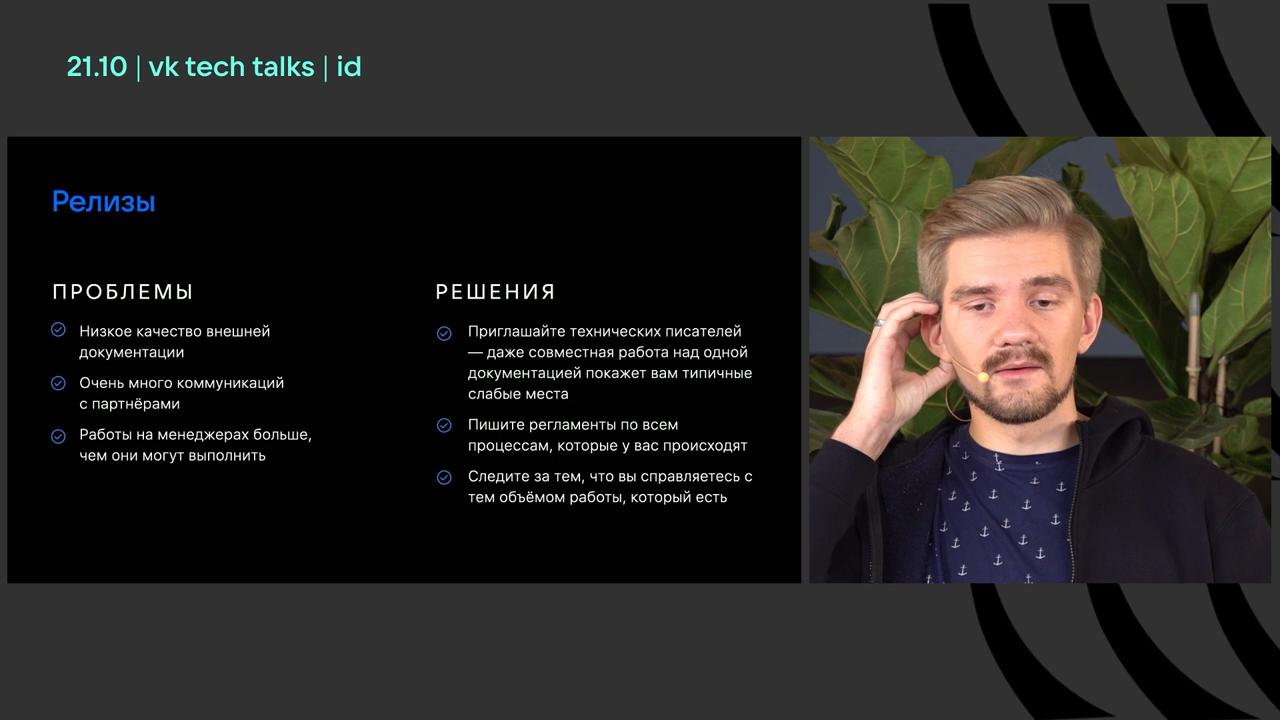 21.10 | vk tech talks | id
Релизы
ПРОБЛЕМЫ
Низкое качество внешней
документации
Очень много коммуникаций
с партнёрами
Работы на менеджерах больше,
чем они могут выполнить
РЕШЕНИЯ
Приглашайте технических писателей
— даже совместная работа над одной
документацией покажет вам типичные
слабые места
Пишите регламенты по всем
процессам, которые у вас происходят
Следите за тем, что вы справляетесь с
тем объёмом работы, который есть